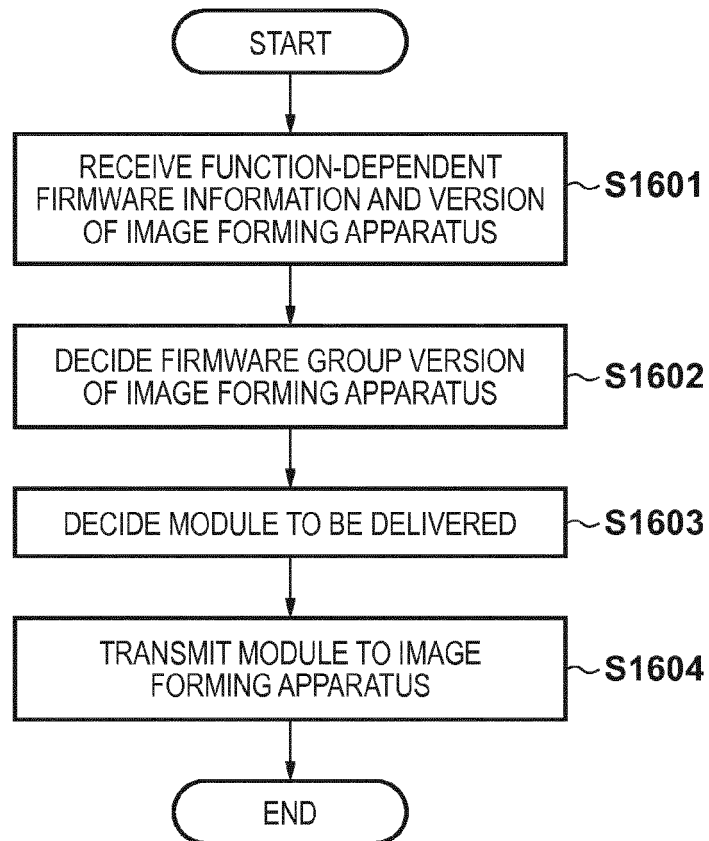 START
RECEIVE FUNCTION-DEPENDENT
FIRMWARE INFORMATION AND VERSION
OF IMAGE FORMING APPARATUS
S1601
DECIDE FIRMWARE GROUP VERSION
OF IMAGE FORMING APPARATUS
S1602
DECIDE MODULE TO BE DELIVERED
S1603
TRANSMIT MODULE TO IMAGE
FORMING APPARATUS
S1604
END